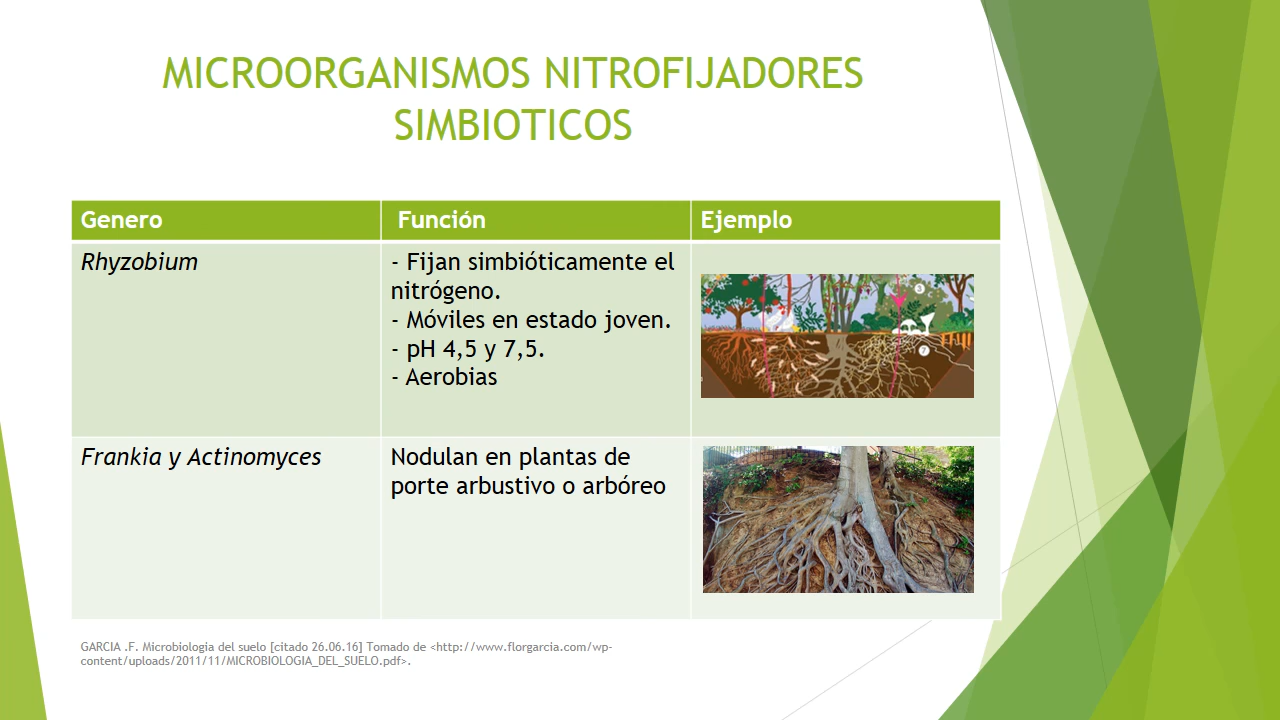 MICROORGANISMOS NITROFIJADORES
SIMBIOTICOS
Genero
Función
Ejemplo
Rhyzobium
- Fijan simbióticamente el
nitrógeno.
- Móviles en estado joven.
- pH 4,5 y 7,5.
- Aerobias
3
7
Frankia y Actinomyces
Nodulan en plantas de
porte arbustivo o arbóreo
GARCIA .F. Microbiologia del suelo [citado 26.06.16] Tomado de <http://www.florgarcia.com/wp-
content/uploads/2011/11/MICROBIOLOGIA_DEL_SUELO.pdf>.